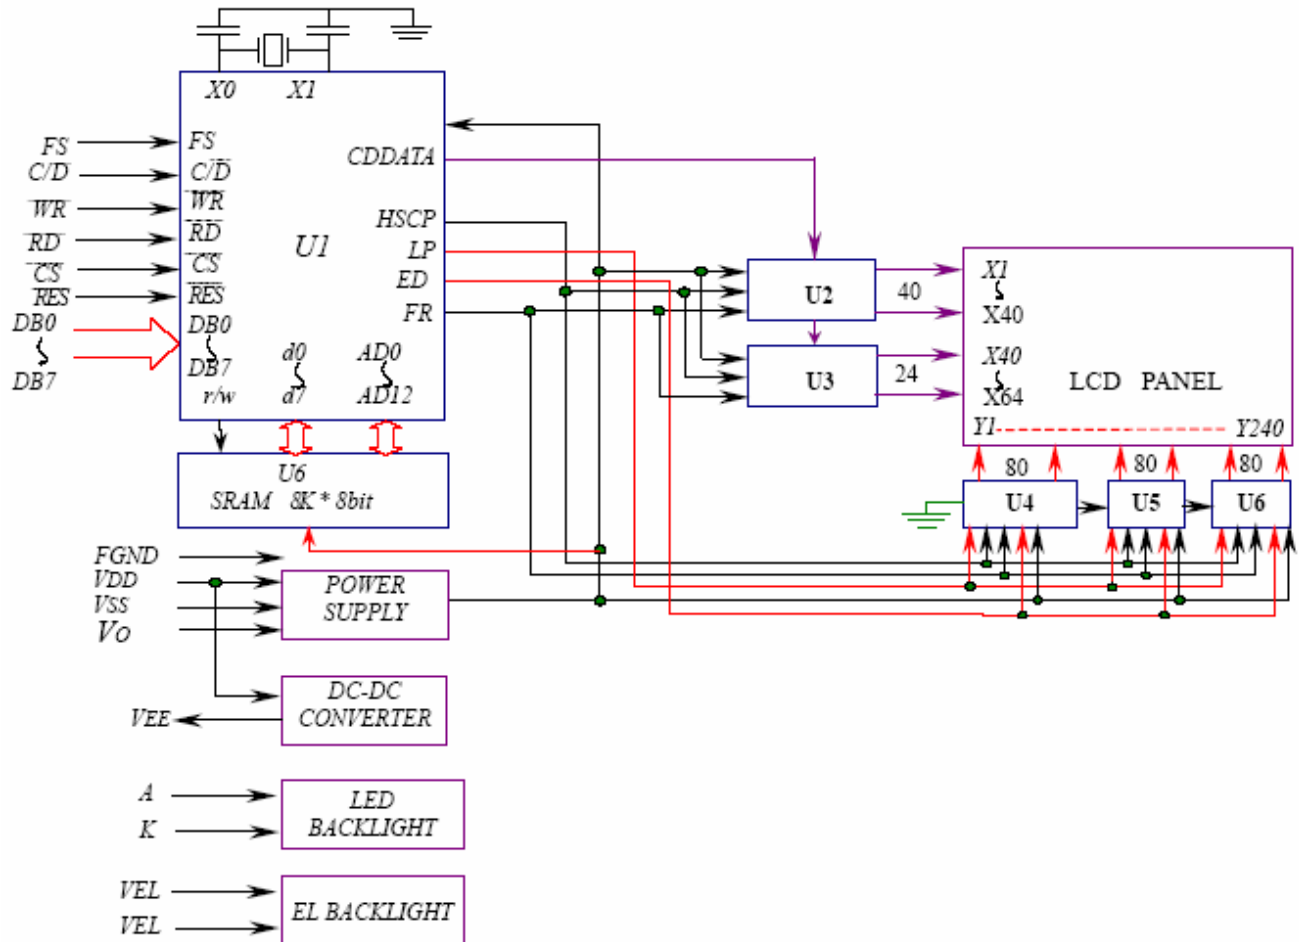 X0 X1
FS
C/D
WR
RD
CS
RES
DB0
DB7
FS
C/D
WR
RD
CS
RES
DB0
DB7
r/w
d0
d7
AD0
AD12
U1
CDDATA
HSCP
LP
ED
FR
U6
SRAM 8K * 8bit
U2
U3
40
24
X1
X40
X40
X64
LCD PANEL
Y1
Y240
80
80
80
U4
U5
U6
FGND
VDD
VSS
VO
POWER
SUPPLY
VEE
DC-DC
CONVERTER
A
K
LED
BACKLIGHT
VEL
VEL
EL BACKLIGHT